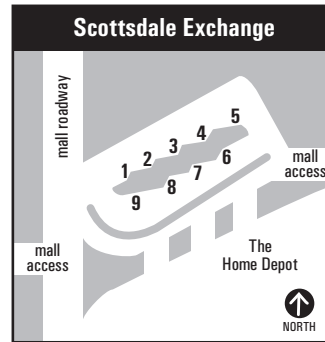 Scottsdale Exchange
mall roadway
5
4
3
2
1
6
7
8
9
mall
access
mall
access
The
Home Depot
NORTH